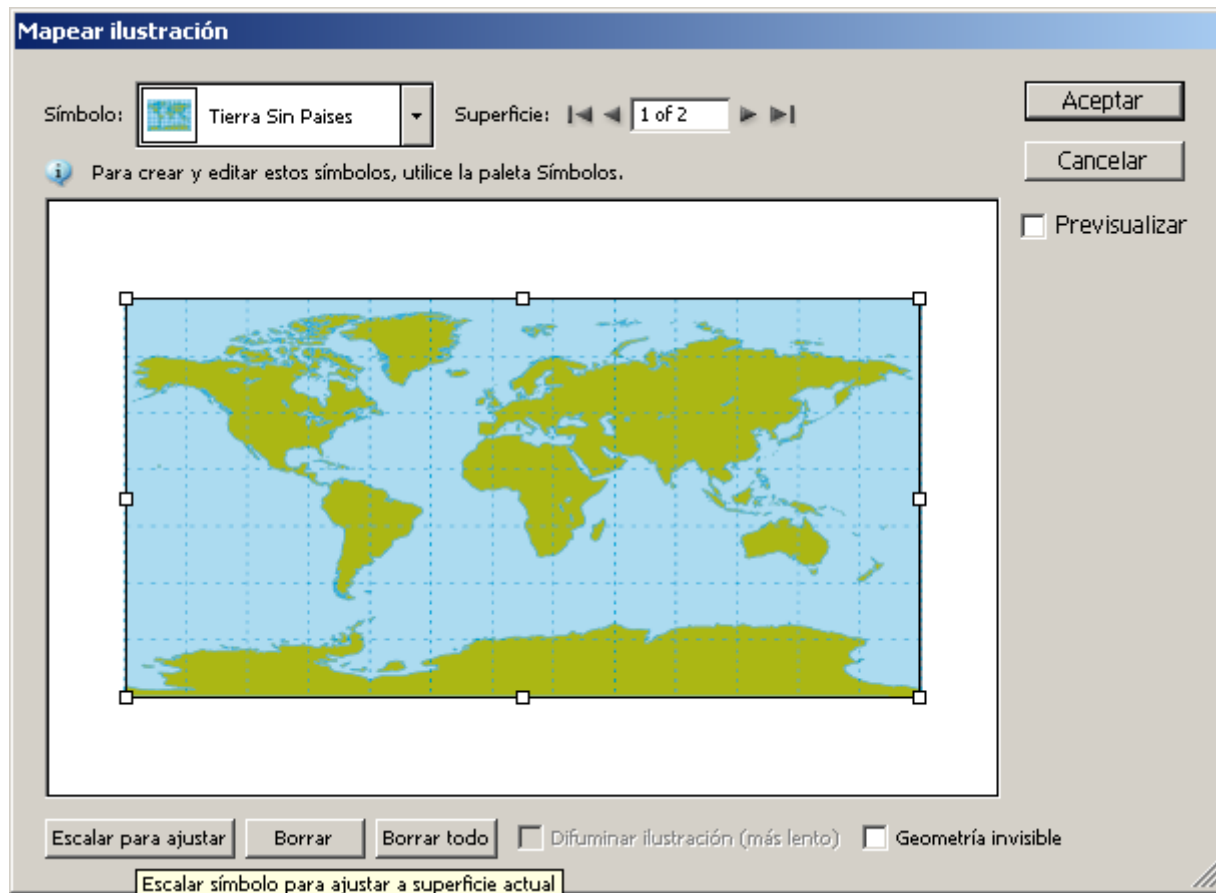 Mapear ilustración
Símbolo: Tierra Sin Paises Superficie: 1 of 2 Aceptar
Para crear y editar estos símbolos, utilice la paleta Símbolos. Cancelar
Previsualizar
Escalar para ajustar Borrar Borrar todo Difuminar ilustración (más lento) Geometría invisible
Escalar símbolo para ajustar a superficie actual